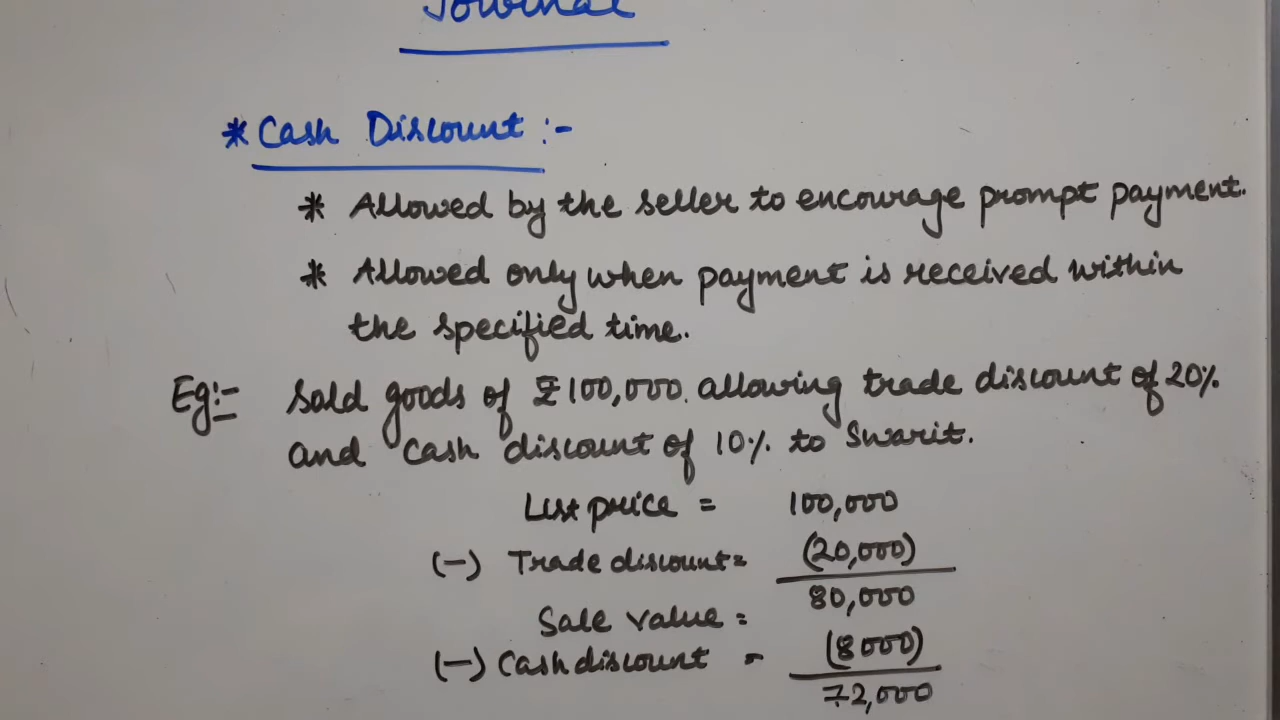 Journal
* Cash Discount :-
* Allowed by the seller to encourage prompt payment.
* Allowed only when payment is received within
the specified time.
Eg:- Sold goods of ₹100,000. allowing trade discount of 20%
and cash discount of 10% to Swarit.
List price = 100,000
(-) Trade discount = (20,000)
80,000
Sale value =
(-) Cash discount - (8000)
72,000